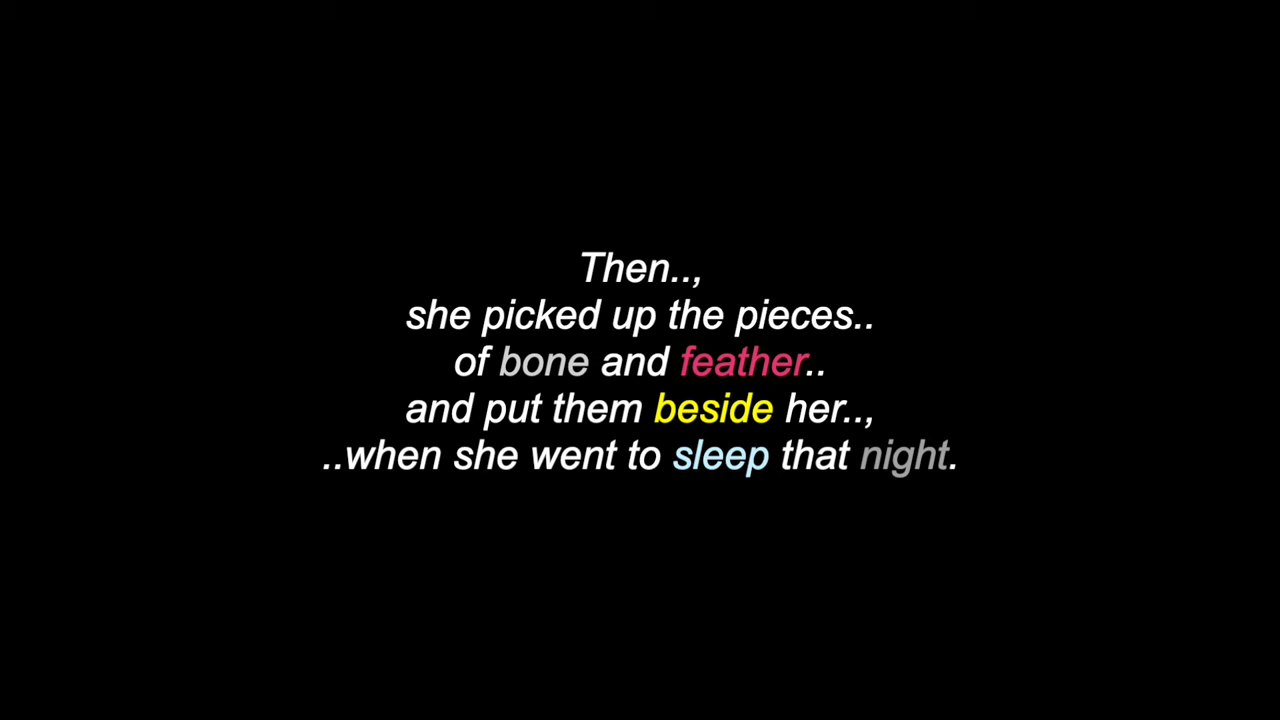 Then..,
she picked up the pieces..
of bone and feather..
and put them beside her..,
..when she went to sleep that night.